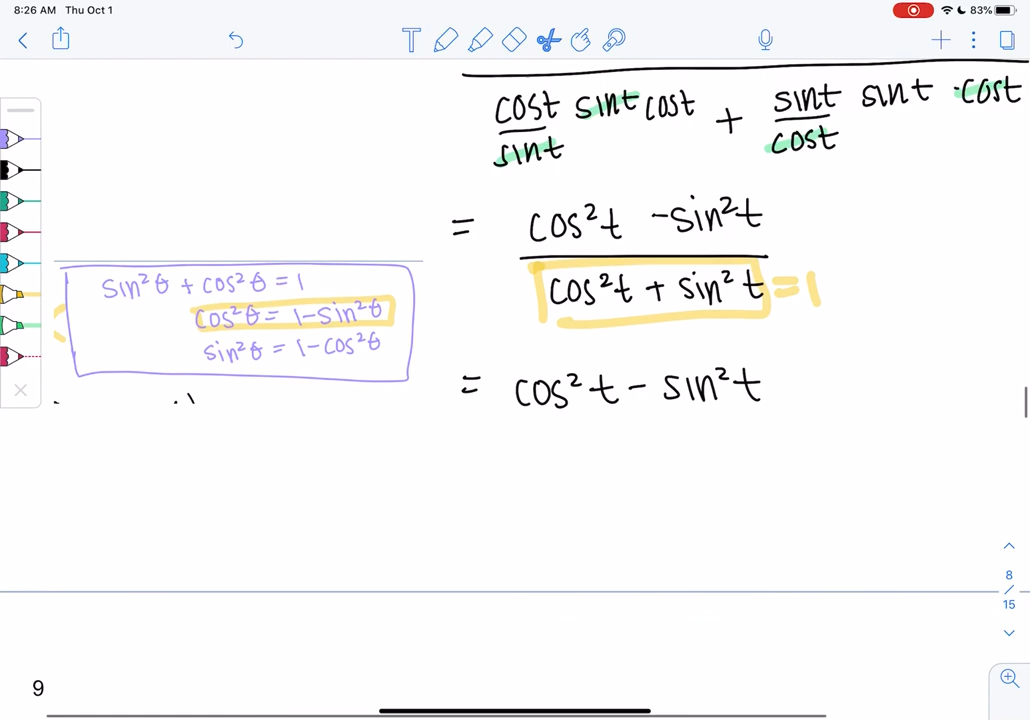 8:26 AM Thu Oct 1
83%
T
cost sint cost + sint sint · cost
sint cost
= cos²t - sin²t
cos²t + sin²t = 1
sin²θ + cos²θ = 1
cos²θ = 1 - sin²θ
sin²θ = 1 - cos²θ
= cos²t - sin²t
8
/
15
9